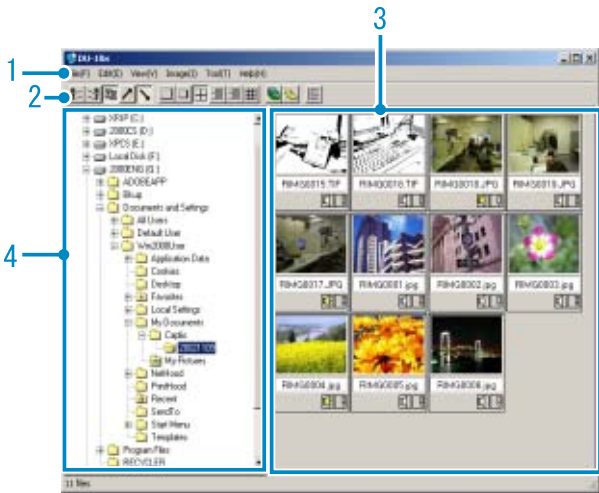 3
DU-10x
1
File(F) Edit(E) View(V) Image(I) Tool(T) Help(H)
2
XPXP (C:)
2000CS (D:)
XPCS (E:)
Local Disk (F:)
2000ENG (G:)
ADOBEAPP
Bkup
Documents and Settings
All Users
Default User
Win2000User
Application Data
Cookies
Desktop
Favorites
Local Settings
My Documents
Caplio
My Pictures
NetHood
PrintHood
Recent
SendTo
Start Menu
Templates
Program Files
RECYCLER
4
RIMG0015.TIF RIMG0016.TIF RIMG0018.JPG RIMG0019.JPG
RIMG0017.JPG RIMG0001.jpg RIMG0002.jpg RIMG0003.jpg
RIMG0004.jpg RIMG0005.jpg RIMG0006.jpg
11 files